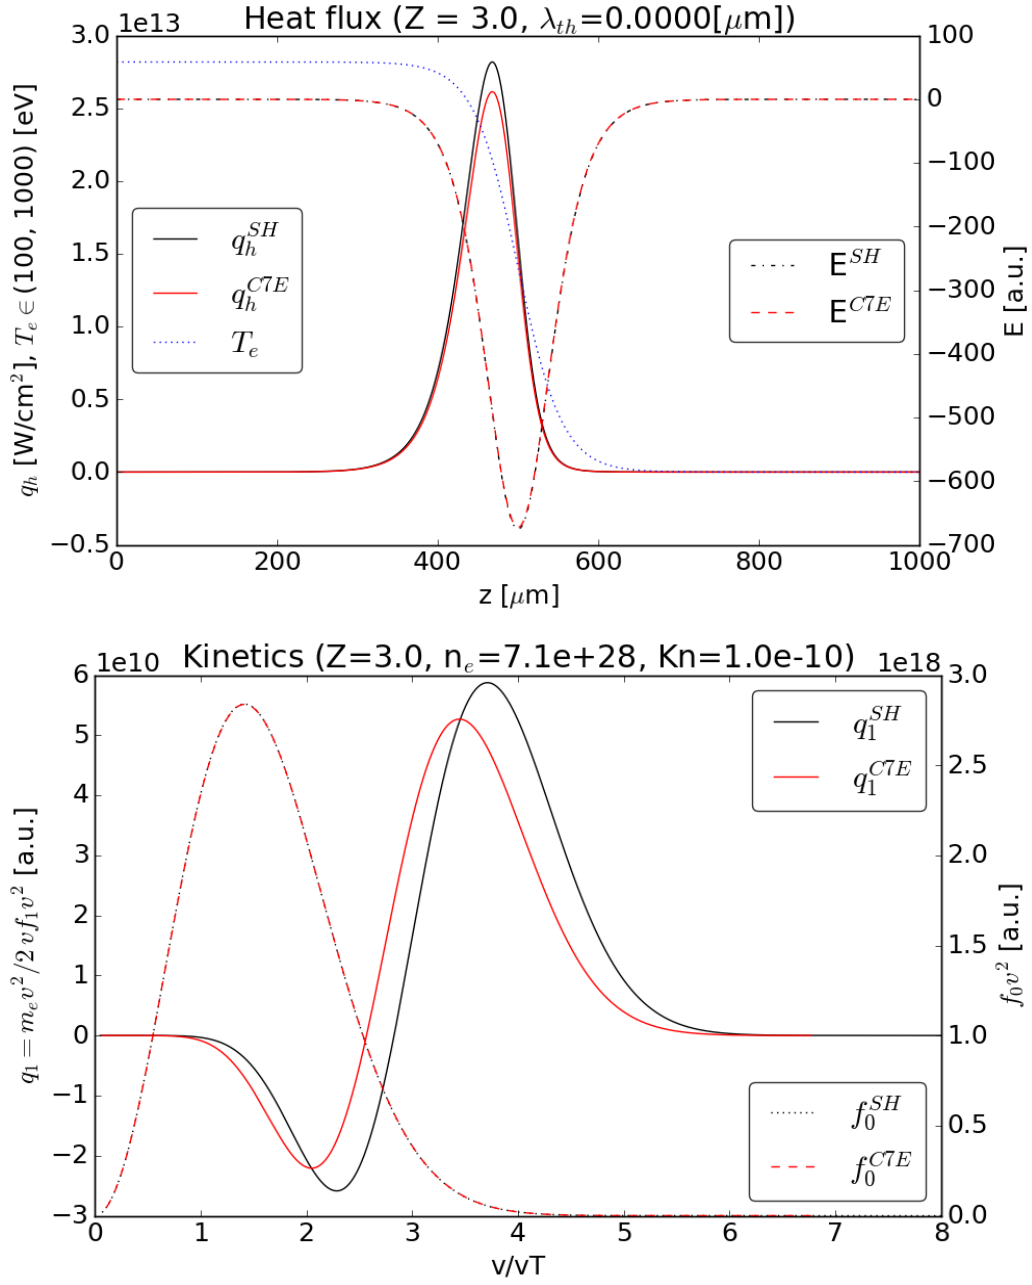 Heat flux (Z = 3.0, λ_th=0.0000[μm])
1e13
3.0
2.5
2.0
1.5
1.0
0.5
0.0
−0.5
q_h [W/cm²], T_e ∈ (100, 1000) [eV]
q_h^SH
q_h^C7E
T_e
E^SH
E^C7E
100
0
−100
−200
−300
−400
−500
−600
−700
E [a.u.]
0
200
400
600
800
1000
z [μm]
Kinetics (Z=3.0, n_e=7.1e+28, Kn=1.0e-10)
1e10
1e18
6
5
4
3
2
1
0
−1
−2
−3
q_1 = m_e v²/2 v f_1 v² [a.u.]
q_1^SH
q_1^C7E
3.0
2.5
2.0
1.5
1.0
0.5
0.0
f_0 v² [a.u.]
f_0^SH
f_0^C7E
0
1
2
3
4
5
6
7
8
v/vT